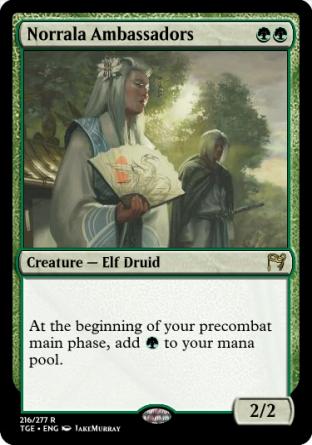 Norrala Ambassadors
Creature — Elf Druid
At the beginning of your precombat
main phase, add to your mana
pool.
2/2
216/277 R
TGE • ENG JAKEMURRAY